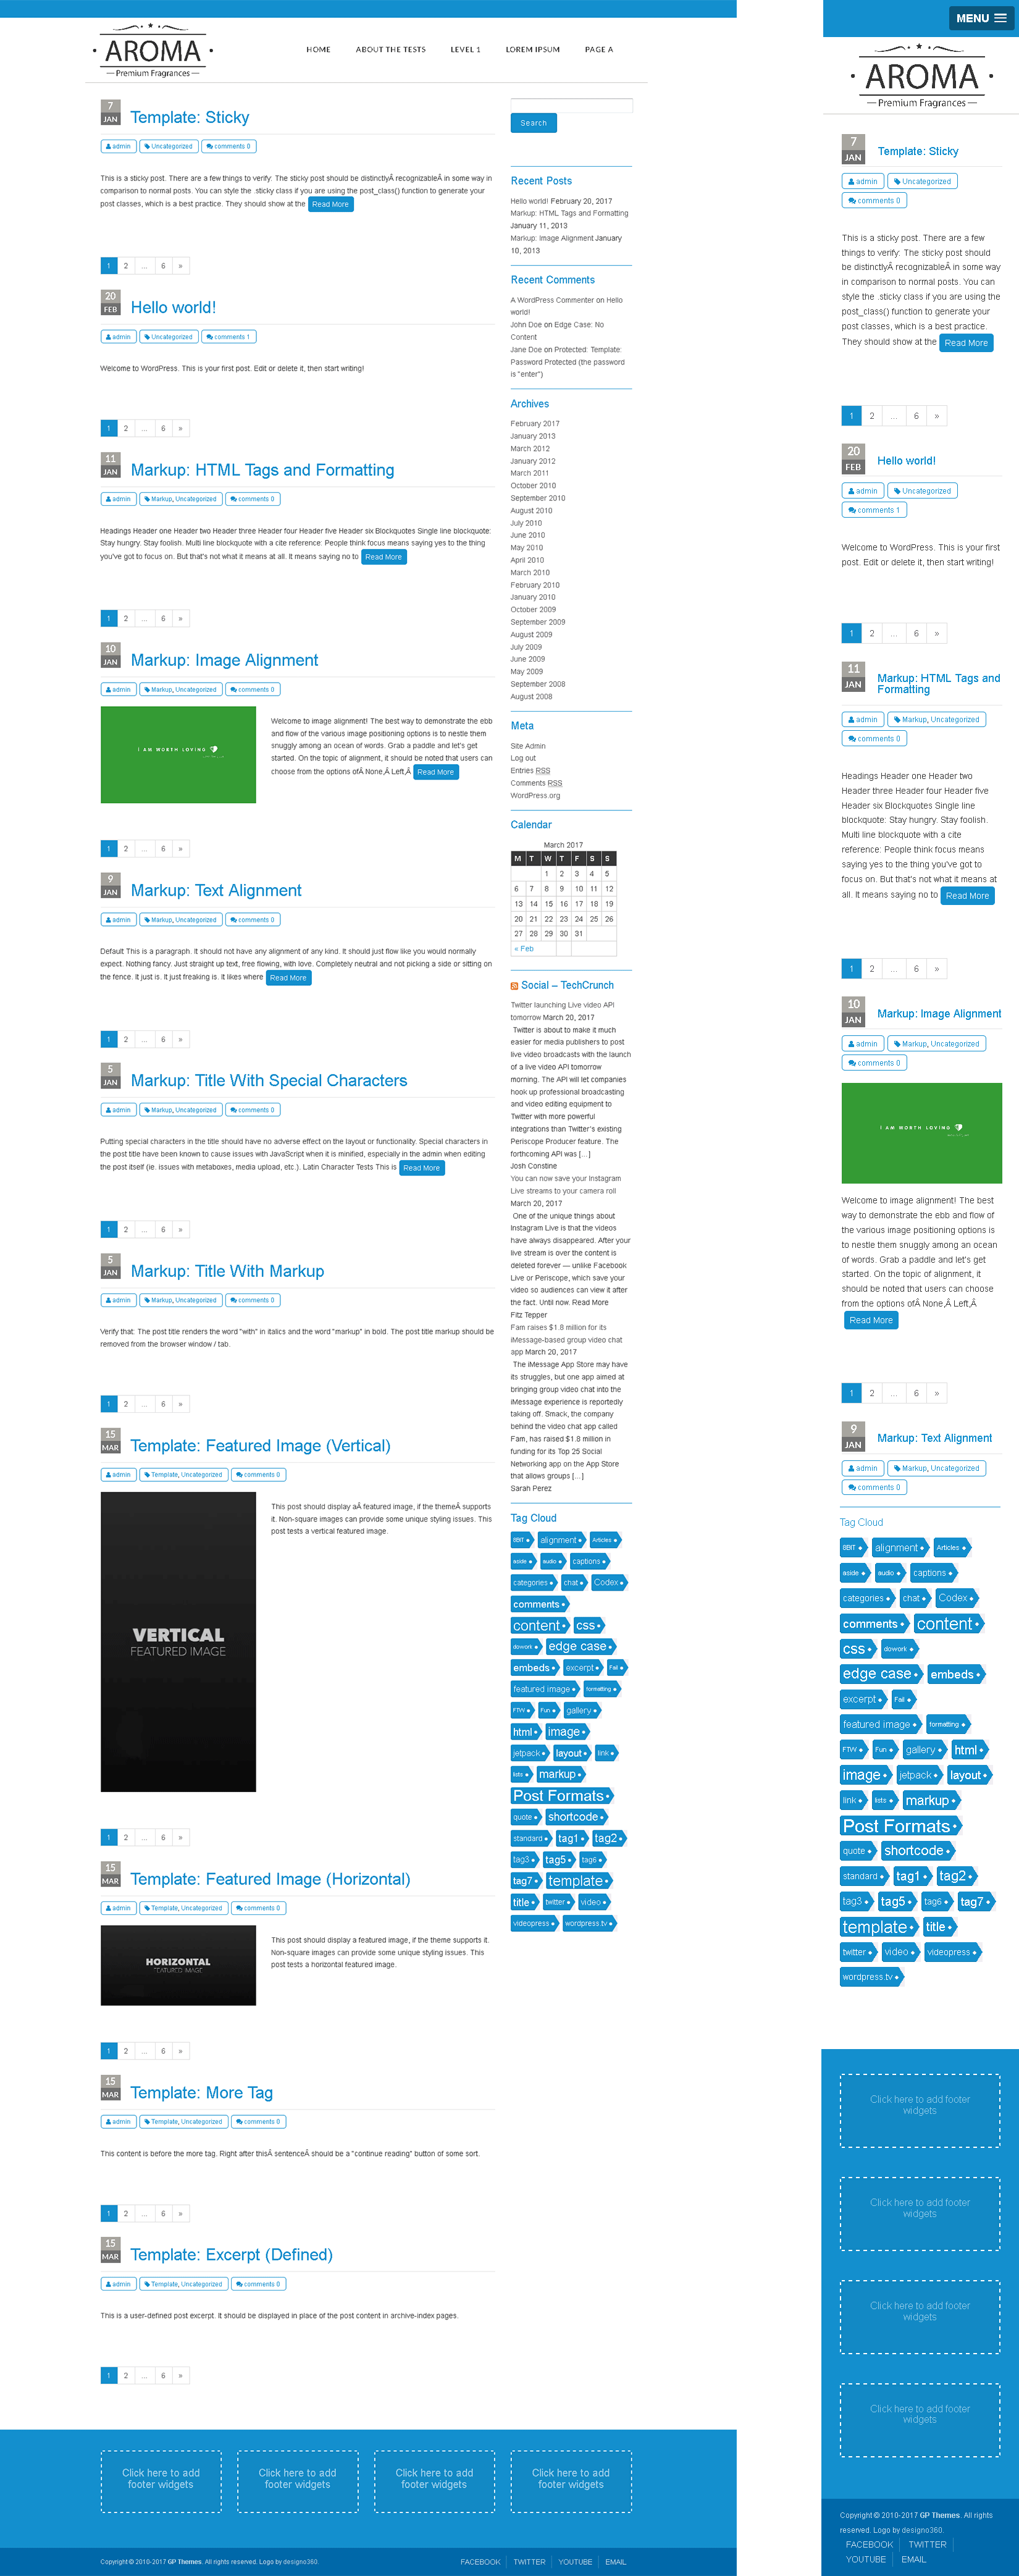 AROMA
Premium Fragrances
HOME ABOUT THE TESTS LEVEL 1 LOREM IPSUM PAGE A
7
JAN
Template: Sticky
admin Uncategorized comments 0
This is a sticky post. There are a few things to verify: The sticky post should be distinctlyÂ recognizableÂ in some way in
comparison to normal posts. You can style the .sticky class if you are using the post_class() function to generate your
post classes, which is a best practice. They should show at the Read More
1 2 ... 6 »
20
FEB
Hello world!
admin Uncategorized comments 1
Welcome to WordPress. This is your first post. Edit or delete it, then start writing!
1 2 ... 6 »
11
JAN
Markup: HTML Tags and Formatting
admin Markup, Uncategorized comments 0
Headings Header one Header two Header three Header four Header five Header six Blockquotes Single line blockquote:
Stay hungry. Stay foolish. Multi line blockquote with a cite reference: People think focus means saying yes to the thing
you've got to focus on. But that's not what it means at all. It means saying no to Read More
1 2 ... 6 »
10
JAN
Markup: Image Alignment
admin Markup, Uncategorized comments 0
I AM WORTH LOVING
Welcome to image alignment! The best way to demonstrate the ebb
and flow of the various image positioning options is to nestle them
snuggly among an ocean of words. Grab a paddle and let's get
started. On the topic of alignment, it should be noted that users can
choose from the options ofÂ None,Â Left,Â Read More
1 2 ... 6 »
9
JAN
Markup: Text Alignment
admin Markup, Uncategorized comments 0
Default This is a paragraph. It should not have any alignment of any kind. It should just flow like you would normally
expect. Nothing fancy. Just straight up text, free flowing, with love. Completely neutral and not picking a side or sitting on
the fence. It just is. It just freaking is. It likes where Read More
1 2 ... 6 »
5
JAN
Markup: Title With Special Characters
admin Markup, Uncategorized comments 0
Putting special characters in the title should have no adverse effect on the layout or functionality. Special characters in
the post title have been known to cause issues with JavaScript when it is minified, especially in the admin when editing
the post itself (ie. issues with metaboxes, media upload, etc.). Latin Character Tests This is Read More
1 2 ... 6 »
5
JAN
Markup: Title With Markup
admin Markup, Uncategorized comments 0
Verify that: The post title renders the word "with" in italics and the word "markup" in bold. The post title markup should be
removed from the browser window / tab.
1 2 ... 6 »
15
MAR
Template: Featured Image (Vertical)
admin Template, Uncategorized comments 0
VERTICAL
FEATURED IMAGE
This post should display aÂ featured image, if the themeÂ supports
it. Non-square images can provide some unique styling issues. This
post tests a vertical featured image.
1 2 ... 6 »
15
MAR
Template: Featured Image (Horizontal)
admin Template, Uncategorized comments 0
HORIZONTAL
FEATURED IMAGE
This post should display a featured image, if the theme supports it.
Non-square images can provide some unique styling issues. This
post tests a horizontal featured image.
1 2 ... 6 »
15
MAR
Template: More Tag
admin Template, Uncategorized comments 0
This content is before the more tag. Right after thisÂ sentenceÂ should be a "continue reading" button of some sort.
1 2 ... 6 »
15
MAR
Template: Excerpt (Defined)
admin Template, Uncategorized comments 0
This is a user-defined post excerpt. It should be displayed in place of the post content in archive-index pages.
1 2 ... 6 »
Search
Recent Posts
Hello world! February 20, 2017
Markup: HTML Tags and Formatting
January 11, 2013
Markup: Image Alignment January
10, 2013
Recent Comments
A WordPress Commenter on Hello
world!
John Doe on Edge Case: No
Content
Jane Doe on Protected: Template:
Password Protected (the password
is "enter")
Archives
February 2017
January 2013
March 2012
January 2012
March 2011
October 2010
September 2010
August 2010
July 2010
June 2010
May 2010
April 2010
March 2010
February 2010
January 2010
October 2009
September 2009
August 2009
July 2009
June 2009
May 2009
September 2008
August 2008
Meta
Site Admin
Log out
Entries RSS
Comments RSS
WordPress.org
Calendar
March 2017
M T W T F S S
1 2 3 4 5
6 7 8 9 10 11 12
13 14 15 16 17 18 19
20 21 22 23 24 25 26
27 28 29 30 31
« Feb
Social – TechCrunch
Twitter launching Live video API
tomorrow March 20, 2017
Twitter is about to make it much
easier for media publishers to post
live video broadcasts with the launch
of a live video API tomorrow
morning. The API will let companies
hook up professional broadcasting
and video editing equipment to
Twitter with more powerful
integrations than Twitter's existing
Periscope Producer feature. The
forthcoming API was [...]
Josh Constine
You can now save your Instagram
Live streams to your camera roll
March 20, 2017
One of the unique things about
Instagram Live is that the videos
have always disappeared. After your
live stream is over the content is
deleted forever — unlike Facebook
Live or Periscope, which save your
video so audiences can view it after
the fact. Until now. Read More
Fitz Tepper
Fam raises $1.8 million for its
iMessage-based group video chat
app March 20, 2017
The iMessage App Store may have
its struggles, but one app aimed at
bringing group video chat into the
iMessage experience is reportedly
taking off. Smack, the company
behind the video chat app called
Fam, has raised $1.8 million in
funding for its Top 25 Social
Networking app on the App Store
that allows groups [...]
Sarah Perez
Tag Cloud
8BIT alignment Articles
aside audio captions
categories chat Codex
comments
content css
dowork edge case
embeds excerpt Fail
featured image formatting
FTW Fun gallery
html image
jetpack layout link
lists markup
Post Formats
quote shortcode
standard tag1 tag2
tag3 tag5 tag6
tag7 template
title twitter video
videopress wordpress.tv
Click here to add
footer widgets
Click here to add
footer widgets
Click here to add
footer widgets
Click here to add
footer widgets
Copyright © 2010-2017 GP Themes. All rights reserved. Logo by designo360.
FACEBOOK TWITTER YOUTUBE EMAIL
MENU
AROMA
Premium Fragrances
7
JAN
Template: Sticky
admin Uncategorized
comments 0
This is a sticky post. There are a few
things to verify: The sticky post should
be distinctlyÂ recognizableÂ in some way
in comparison to normal posts. You can
style the .sticky class if you are using the
post_class() function to generate your
post classes, which is a best practice.
They should show at the Read More
1 2 ... 6 »
20
FEB
Hello world!
admin Uncategorized
comments 1
Welcome to WordPress. This is your first
post. Edit or delete it, then start writing!
1 2 ... 6 »
11
JAN
Markup: HTML Tags and
Formatting
admin Markup, Uncategorized
comments 0
Headings Header one Header two
Header three Header four Header five
Header six Blockquotes Single line
blockquote: Stay hungry. Stay foolish.
Multi line blockquote with a cite
reference: People think focus means
saying yes to the thing you've got to
focus on. But that's not what it means at
all. It means saying no to Read More
1 2 ... 6 »
10
JAN
Markup: Image Alignment
admin Markup, Uncategorized
comments 0
I AM WORTH LOVING
Welcome to image alignment! The best
way to demonstrate the ebb and flow of
the various image positioning options is
to nestle them snuggly among an ocean
of words. Grab a paddle and let's get
started. On the topic of alignment, it
should be noted that users can choose
from the options ofÂ None,Â Left,Â
Read More
1 2 ... 6 »
9
JAN
Markup: Text Alignment
admin Markup, Uncategorized
comments 0
Tag Cloud
8BIT alignment Articles
aside audio captions
categories chat Codex
comments content
css dowork
edge case embeds
excerpt Fail
featured image formatting
FTW Fun gallery html
image jetpack layout
link lists markup
Post Formats
quote shortcode
standard tag1 tag2
tag3 tag5 tag6 tag7
template title
twitter video videopress
wordpress.tv
Click here to add footer
widgets
Click here to add footer
widgets
Click here to add footer
widgets
Click here to add footer
widgets
Copyright © 2010-2017 GP Themes. All rights
reserved. Logo by designo360.
FACEBOOK TWITTER
YOUTUBE EMAIL